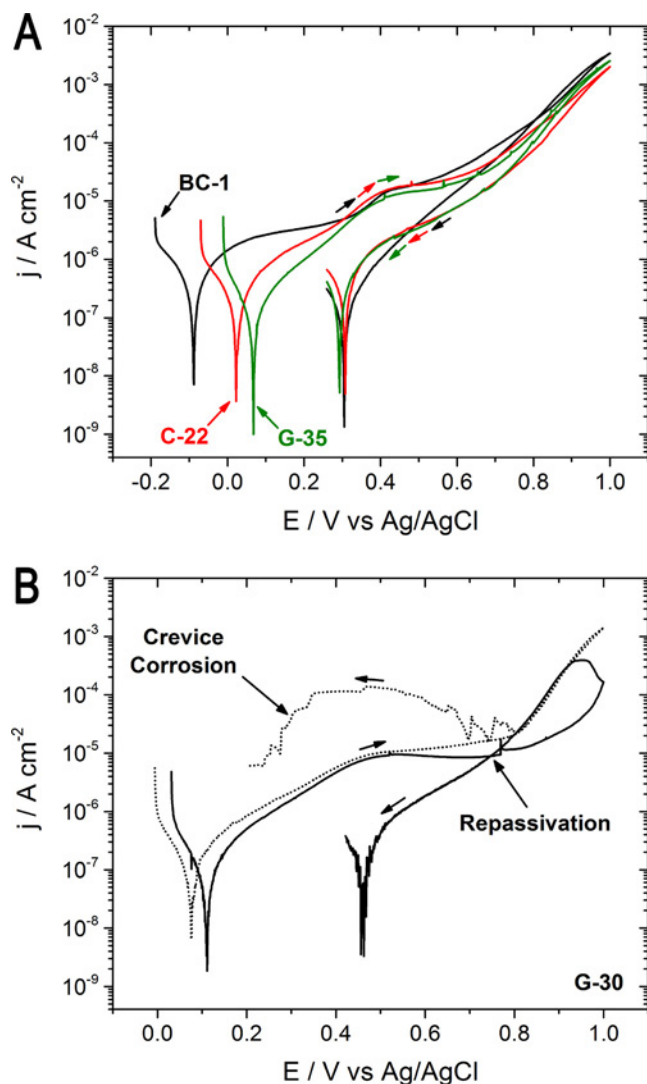 A
10⁻²
10⁻³
10⁻⁴
10⁻⁵
10⁻⁶
10⁻⁷
10⁻⁸
10⁻⁹
j / A cm⁻²
BC-1
C-22
G-35
-0.2 0.0 0.2 0.4 0.6 0.8 1.0
E / V vs Ag/AgCl
B
10⁻²
10⁻³
10⁻⁴
10⁻⁵
10⁻⁶
10⁻⁷
10⁻⁸
10⁻⁹
j / A cm⁻²
Crevice
Corrosion
Repassivation
G-30
0.0 0.2 0.4 0.6 0.8 1.0
E / V vs Ag/AgCl